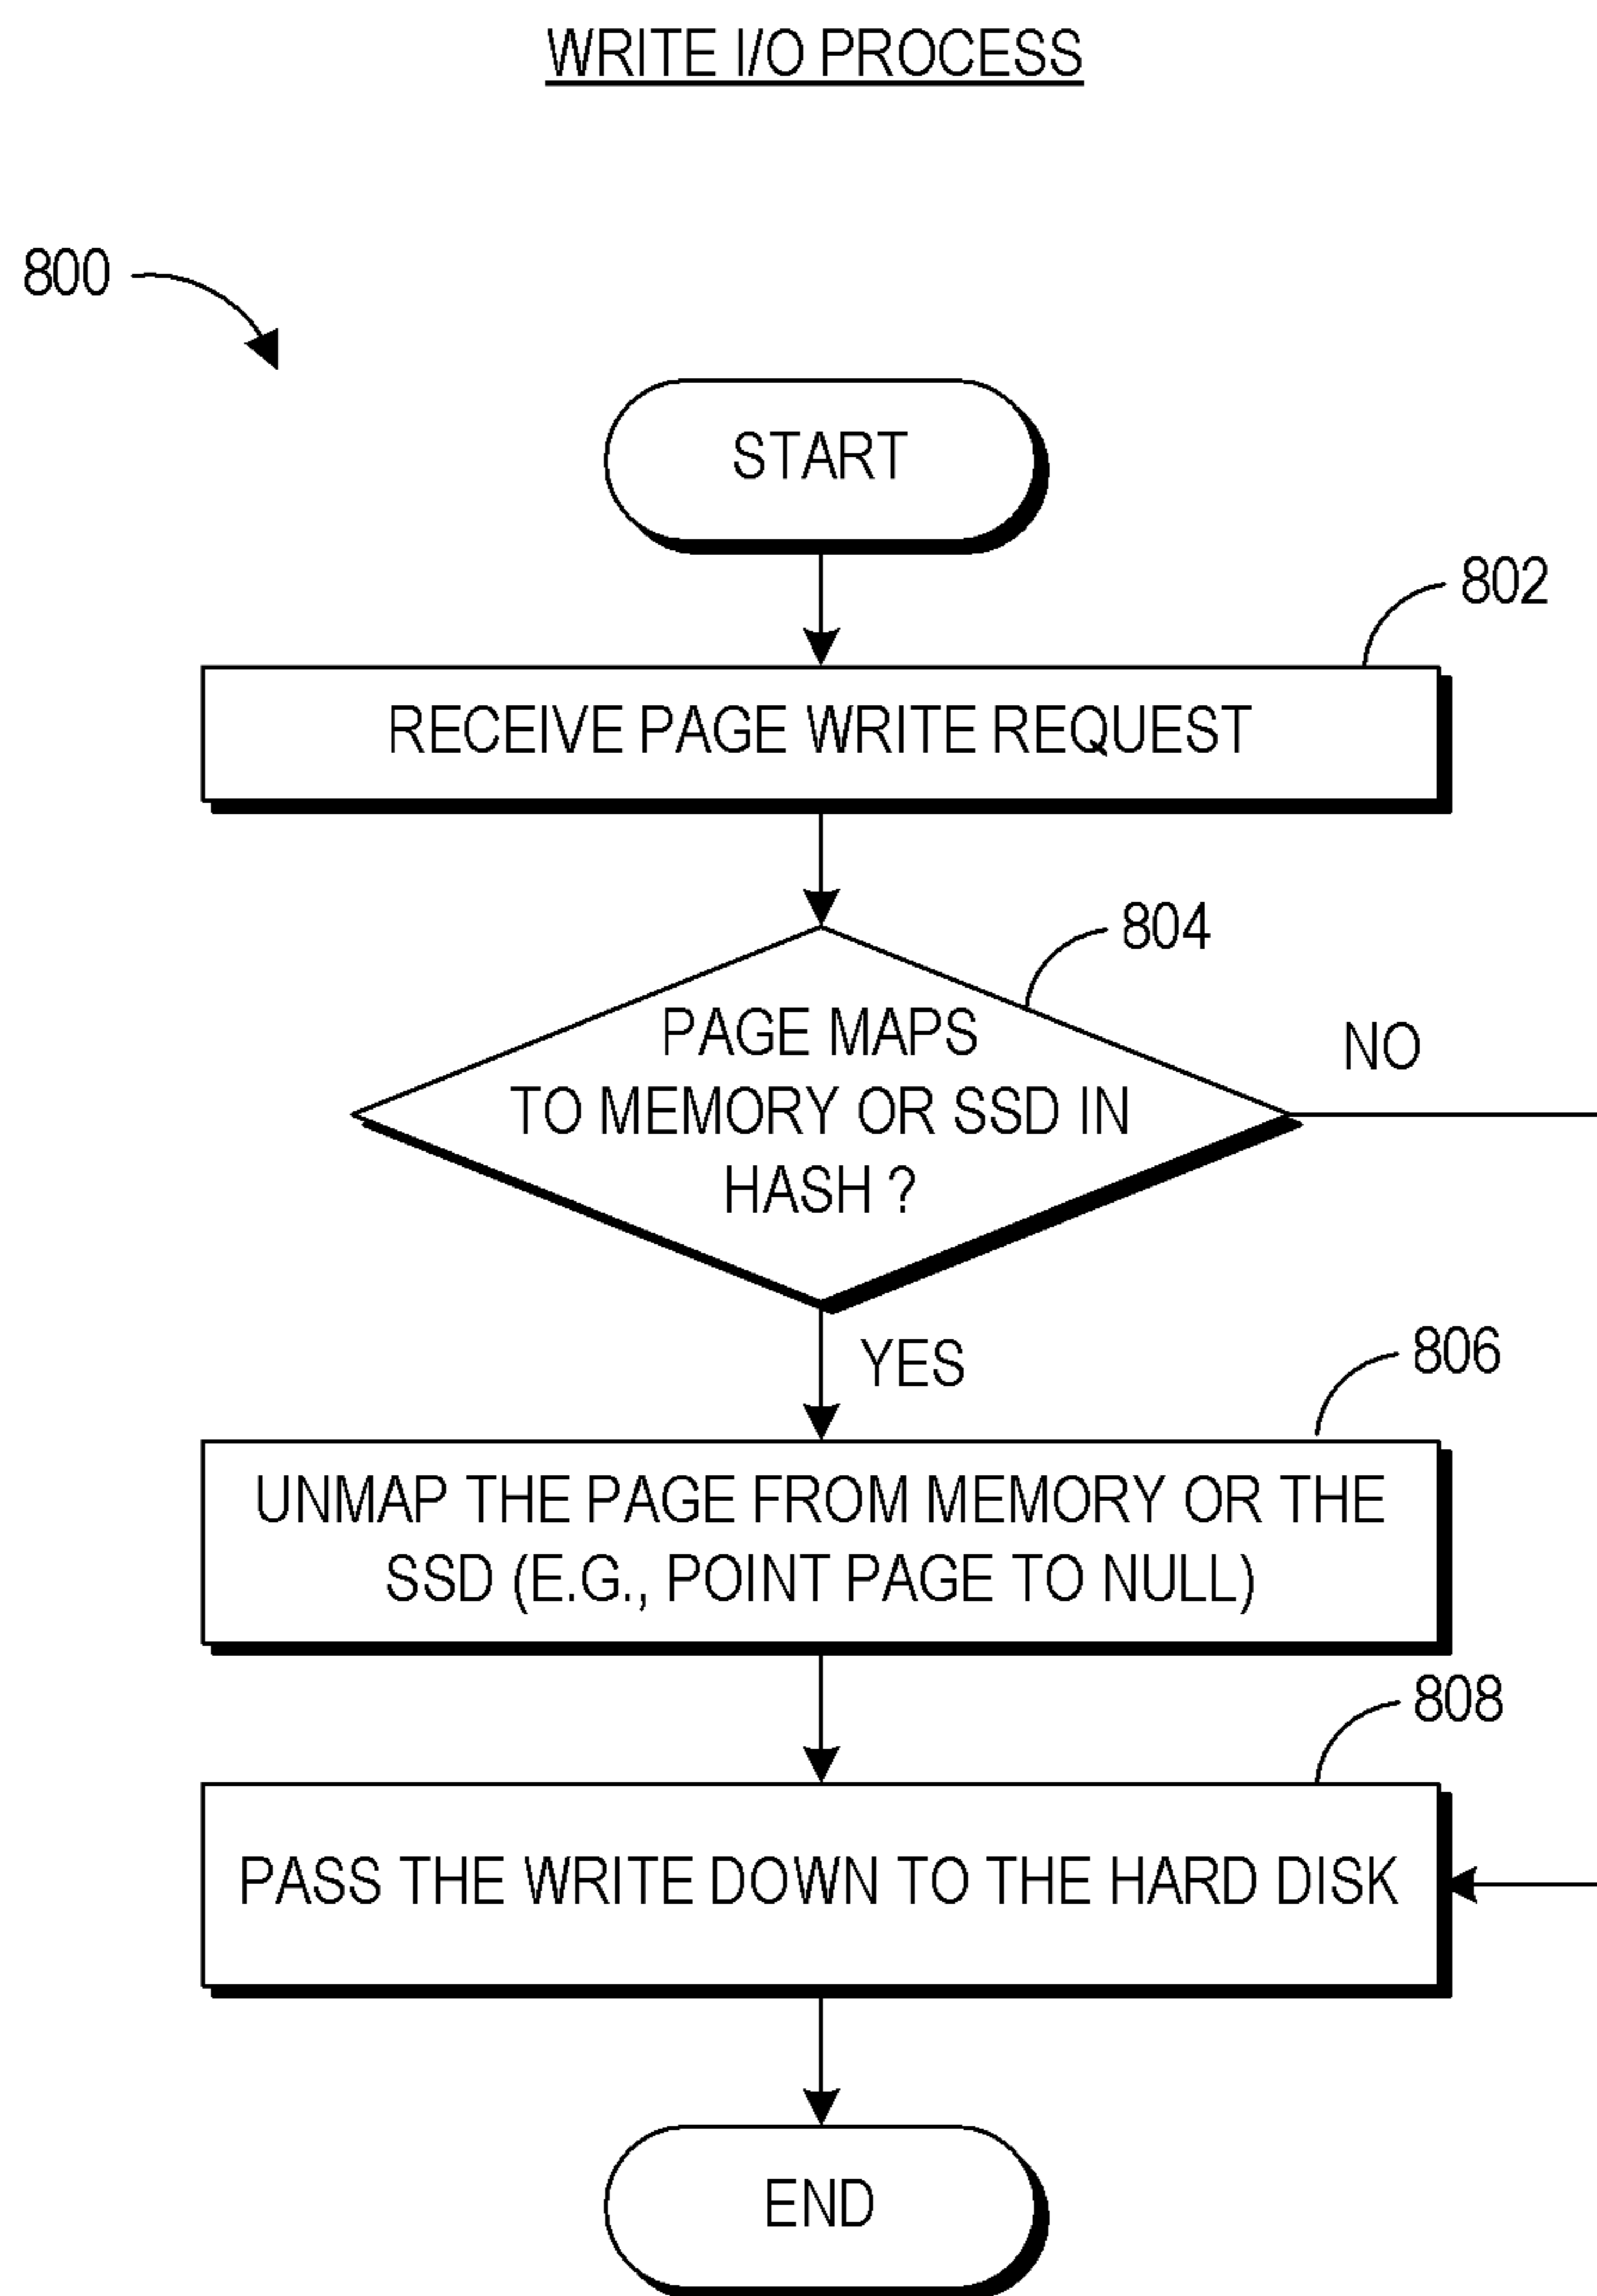 WRITE I/O PROCESS
800
START
802
RECEIVE PAGE WRITE REQUEST
804
PAGE MAPS
TO MEMORY OR SSD IN
HASH ?
NO
YES
806
UNMAP THE PAGE FROM MEMORY OR THE
SSD (E.G., POINT PAGE TO NULL)
808
PASS THE WRITE DOWN TO THE HARD DISK
END